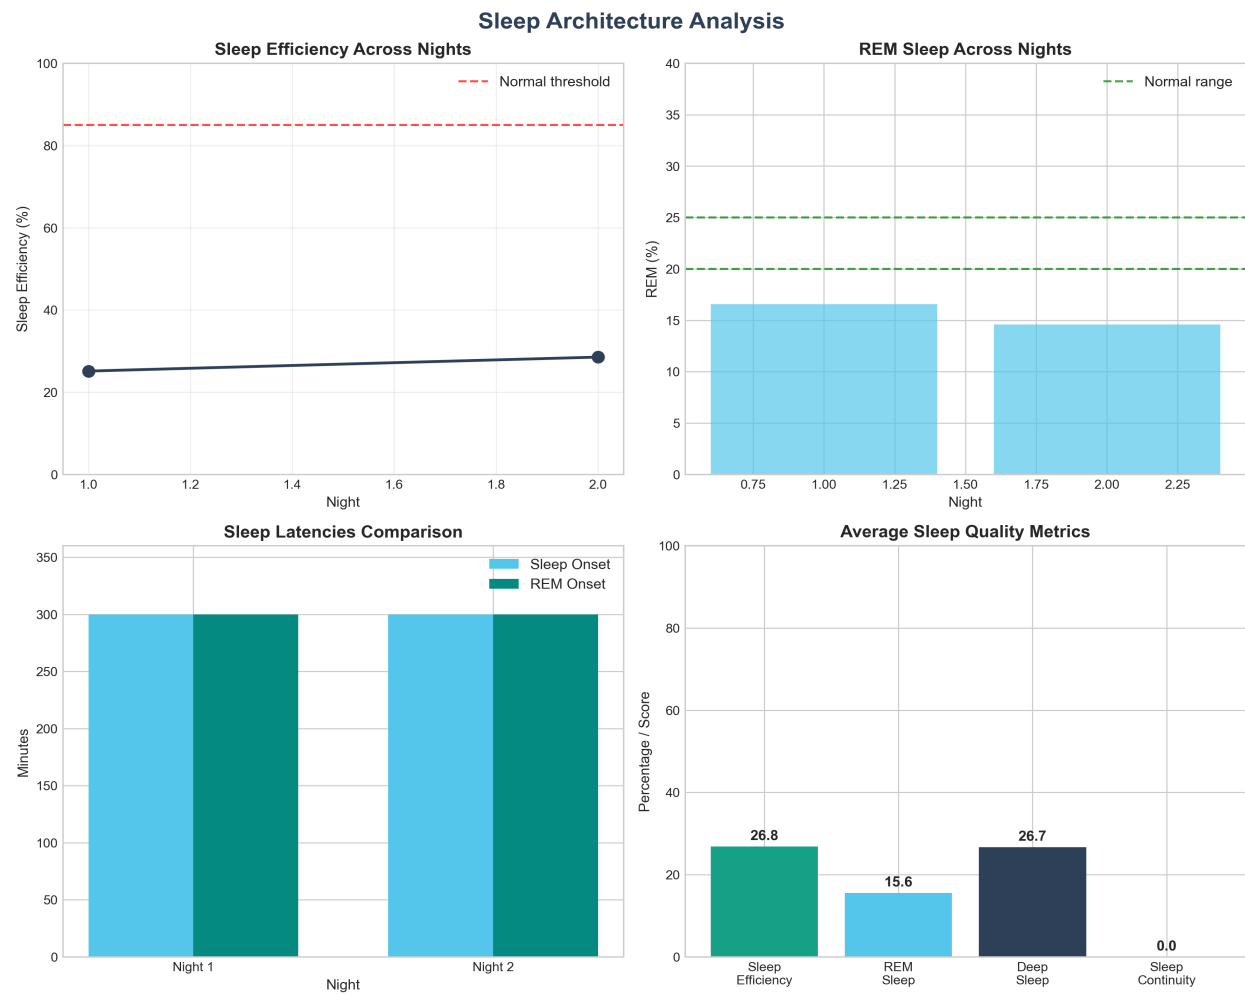 Sleep Architecture Analysis
Sleep Efficiency Across Nights
100
80
60
40
20
0
Sleep Efficiency (%)
Normal threshold
1.0 1.2 1.4 1.6 1.8 2.0
Night
REM Sleep Across Nights
40
35
30
25
20
15
10
5
0
REM (%)
Normal range
0.75 1.00 1.25 1.50 1.75 2.00 2.25
Night
Sleep Latencies Comparison
350
300
250
200
150
100
50
0
Minutes
Sleep Onset
REM Onset
Night 1 Night 2
Night
Average Sleep Quality Metrics
100
80
60
40
20
0
Percentage / Score
26.8
15.6
26.7
0.0
Sleep
Efficiency
REM
Sleep
Deep
Sleep
Sleep
Continuity